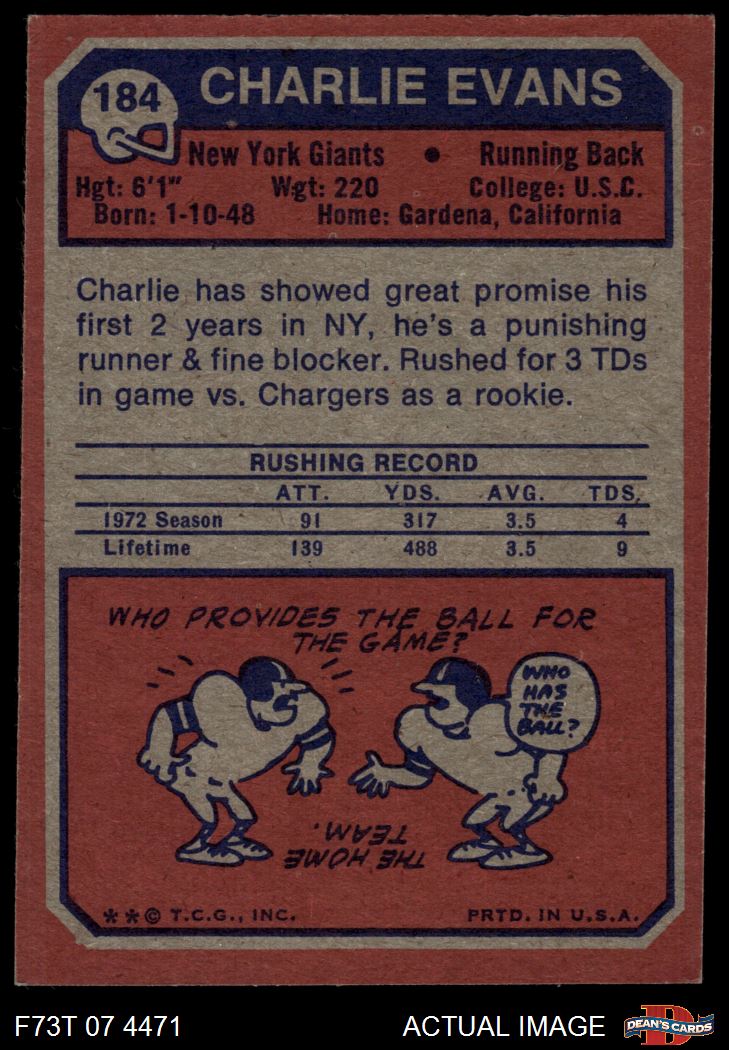 184
CHARLIE EVANS
New York Giants • Running Back
Hgt: 6'1" Wgt: 220 College: U.S.C.
Born: 1-10-48 Home: Gardena, California
Charlie has showed great promise his
first 2 years in NY, he's a punishing
runner & fine blocker. Rushed for 3 TDs
in game vs. Chargers as a rookie.
RUSHING RECORD
ATT. YDS. AVG. TDS.
1972 Season 91 317 3.5 4
Lifetime 139 488 3.5 9
WHO PROVIDES THE BALL FOR
THE GAME?
WHO
HAS
THE
BALL?
THE HOME
TEAM.
**© T.C.G., INC. PRTD. IN U.S.A.
F73T 07 4471 ACTUAL IMAGE
D
DEAN'S CARDS